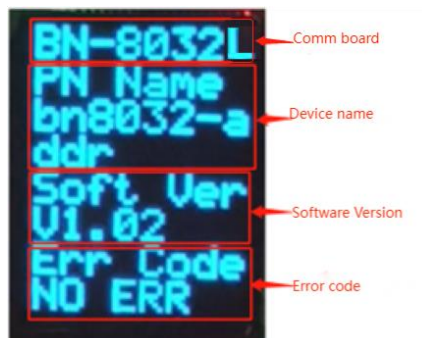 BN-8032L
Comm board
PN Name
bn8032-a
ddr
Device name
Soft Ver
V1.02
Software Version
Err Code
NO ERR
Error code